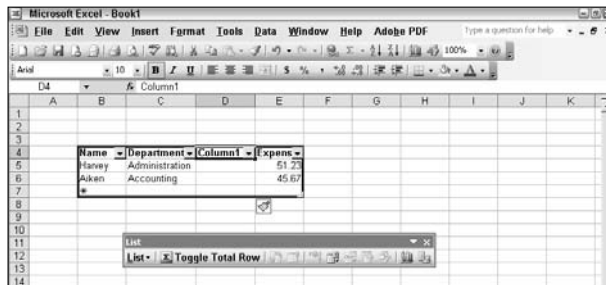 Microsoft Excel - Book1
File Edit View Insert Format Tools Data Window Help Adobe PDF Type a question for help
100%
Arial 10 B I U $ % ,
D4 fx Column1
A B C D E F G H I J K
1
2
3
4 Name Department Column1 Expens
5 Harvey Administration 51.23
6 Aiken Accounting 45.67
7 *
8
9
10
11 List
12 List Toggle Total Row
13
14